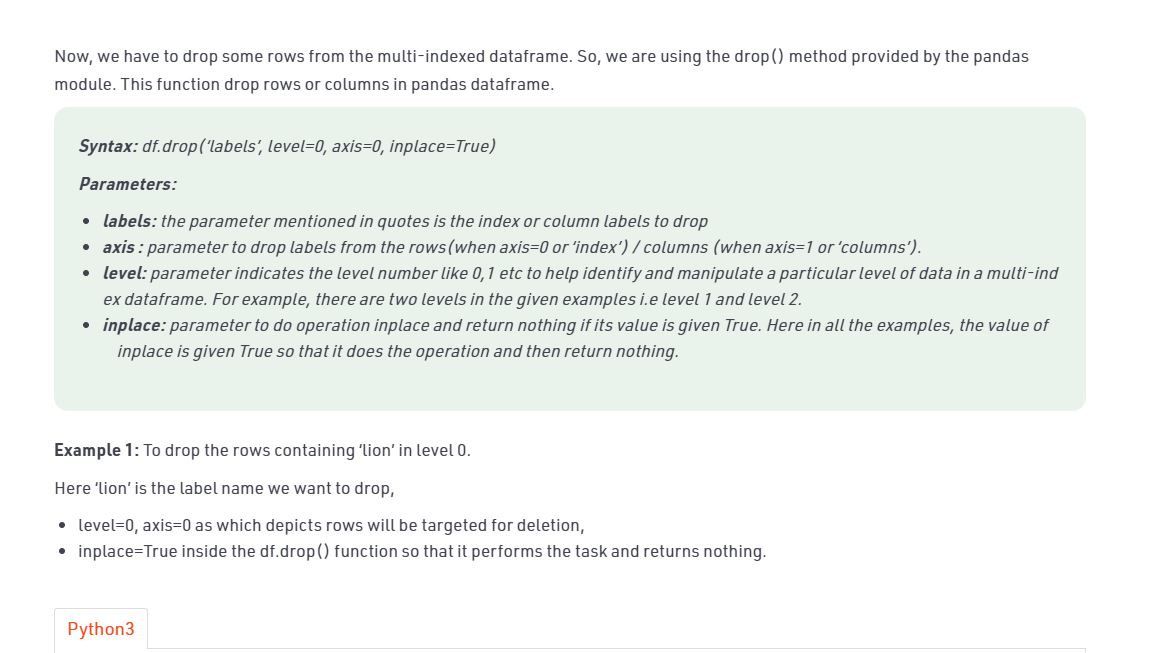 Now, we have to drop some rows from the multi-indexed dataframe. So, we are using the drop() method provided by the pandas
module. This function drop rows or columns in pandas dataframe.
Syntax: df.drop(‘labels’, level=0, axis=0, inplace=True)
Parameters:
• labels: the parameter mentioned in quotes is the index or column labels to drop
• axis : parameter to drop labels from the rows(when axis=0 or ‘index’) / columns (when axis=1 or ‘columns’).
• level: parameter indicates the level number like 0,1 etc to help identify and manipulate a particular level of data in a multi-ind
ex dataframe. For example, there are two levels in the given examples i.e level 1 and level 2.
• inplace: parameter to do operation inplace and return nothing if its value is given True. Here in all the examples, the value of
inplace is given True so that it does the operation and then return nothing.
Example 1: To drop the rows containing ‘lion’ in level 0.
Here ‘lion’ is the label name we want to drop,
• level=0, axis=0 as which depicts rows will be targeted for deletion,
• inplace=True inside the df.drop() function so that it performs the task and returns nothing.
Python3